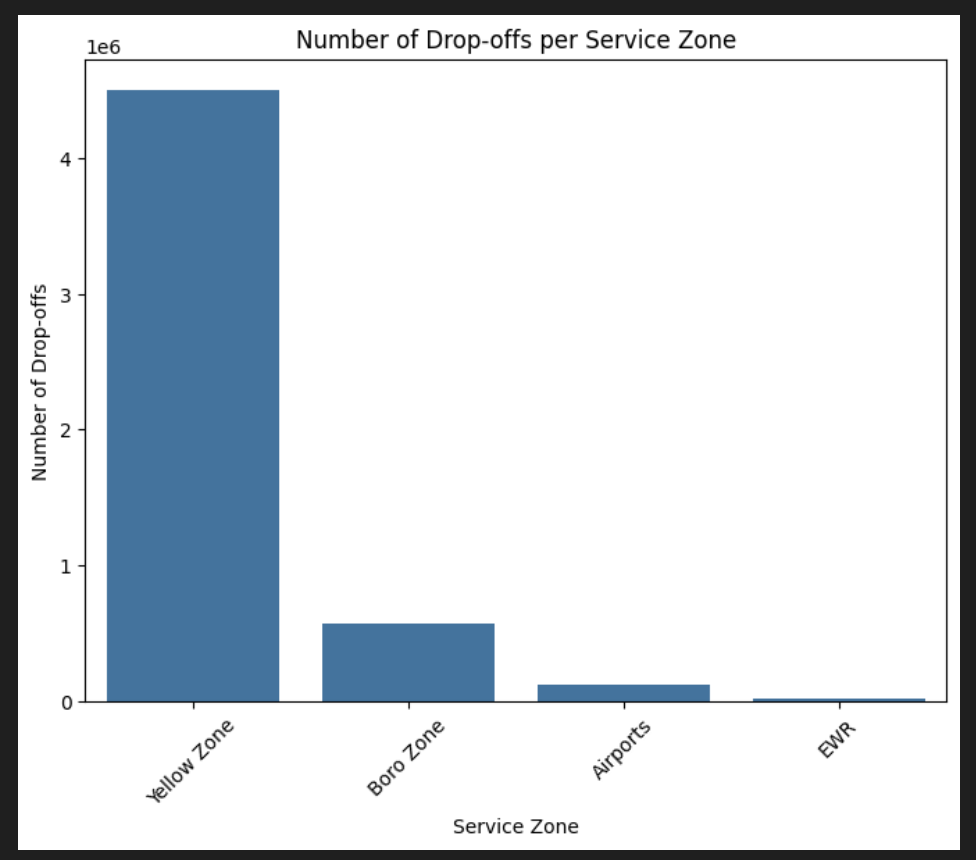 Number of Drop-offs per Service Zone
1e6
4
3
2
1
0
Number of Drop-offs
Yellow Zone
Boro Zone
Airports
EWR
Service Zone